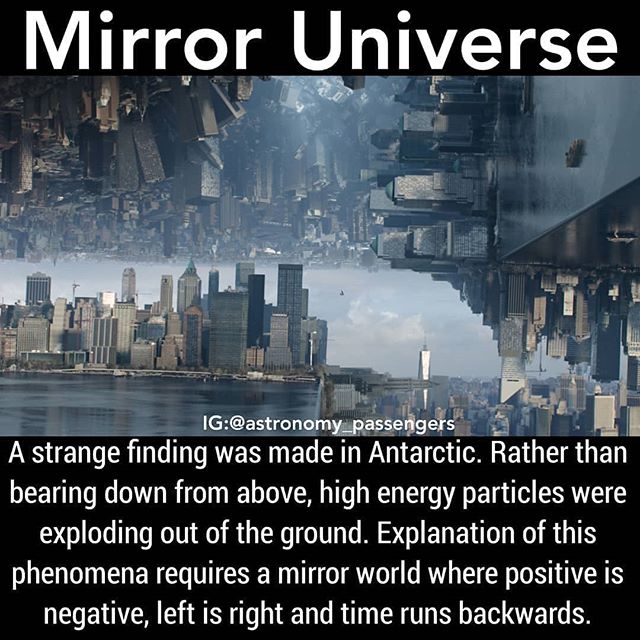 Mirror Universe
IG:@astronomy_passengers
A strange finding was made in Antarctic. Rather than
bearing down from above, high energy particles were
exploding out of the ground. Explanation of this
phenomena requires a mirror world where positive is
negative, left is right and time runs backwards.